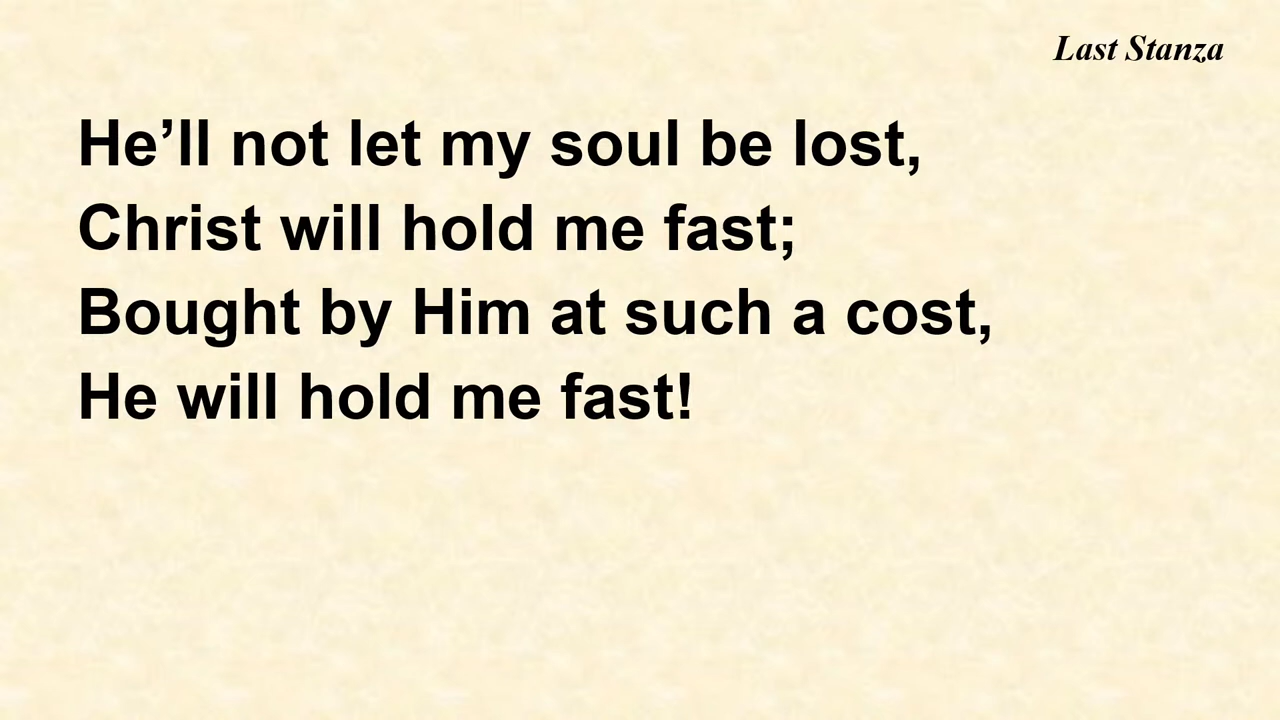 Last Stanza
He’ll not let my soul be lost,
Christ will hold me fast;
Bought by Him at such a cost,
He will hold me fast!